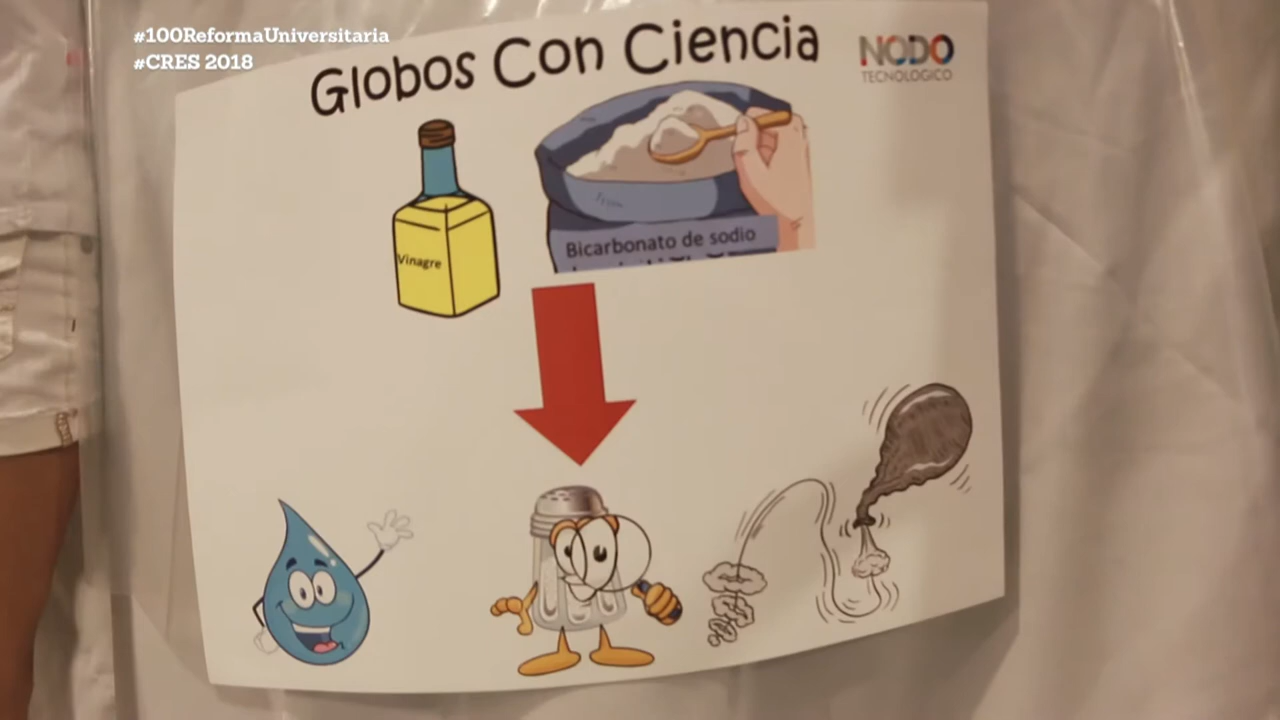 #100ReformaUniversitaria
#CRES 2018
Globos Con Ciencia
NODO
TECNOLOGICO
Vinagre
Bicarbonato de sodio